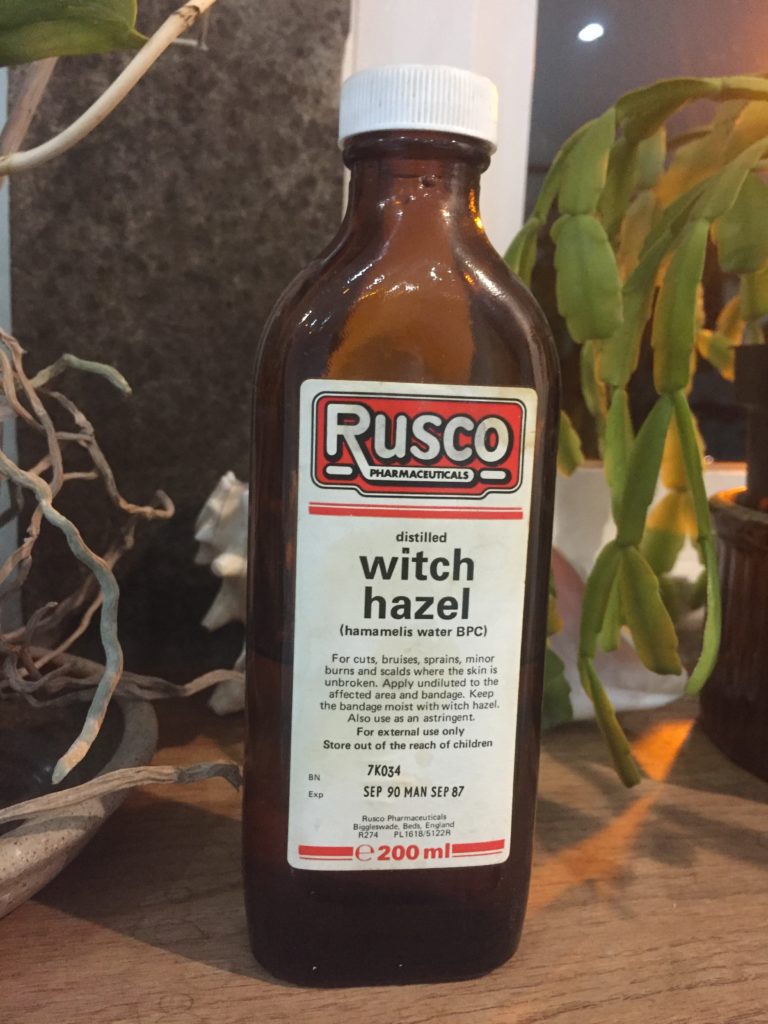 Rusco
PHARMACEUTICALS
distilled
witch
hazel
(hamamelis water BPC)
For cuts, bruises, sprains, minor
burns and scalds where the skin is
unbroken. Apply undiluted to the
affected area and bandage. Keep
the bandage moist with witch hazel.
Also use as an astringent.
For external use only
Store out of the reach of children
BN 7K034
Exp SEP 90 MAN SEP 87
Rusco Pharmaceuticals
Biggleswade, Beds, England
R274 PL1618/5122R
℮200 ml